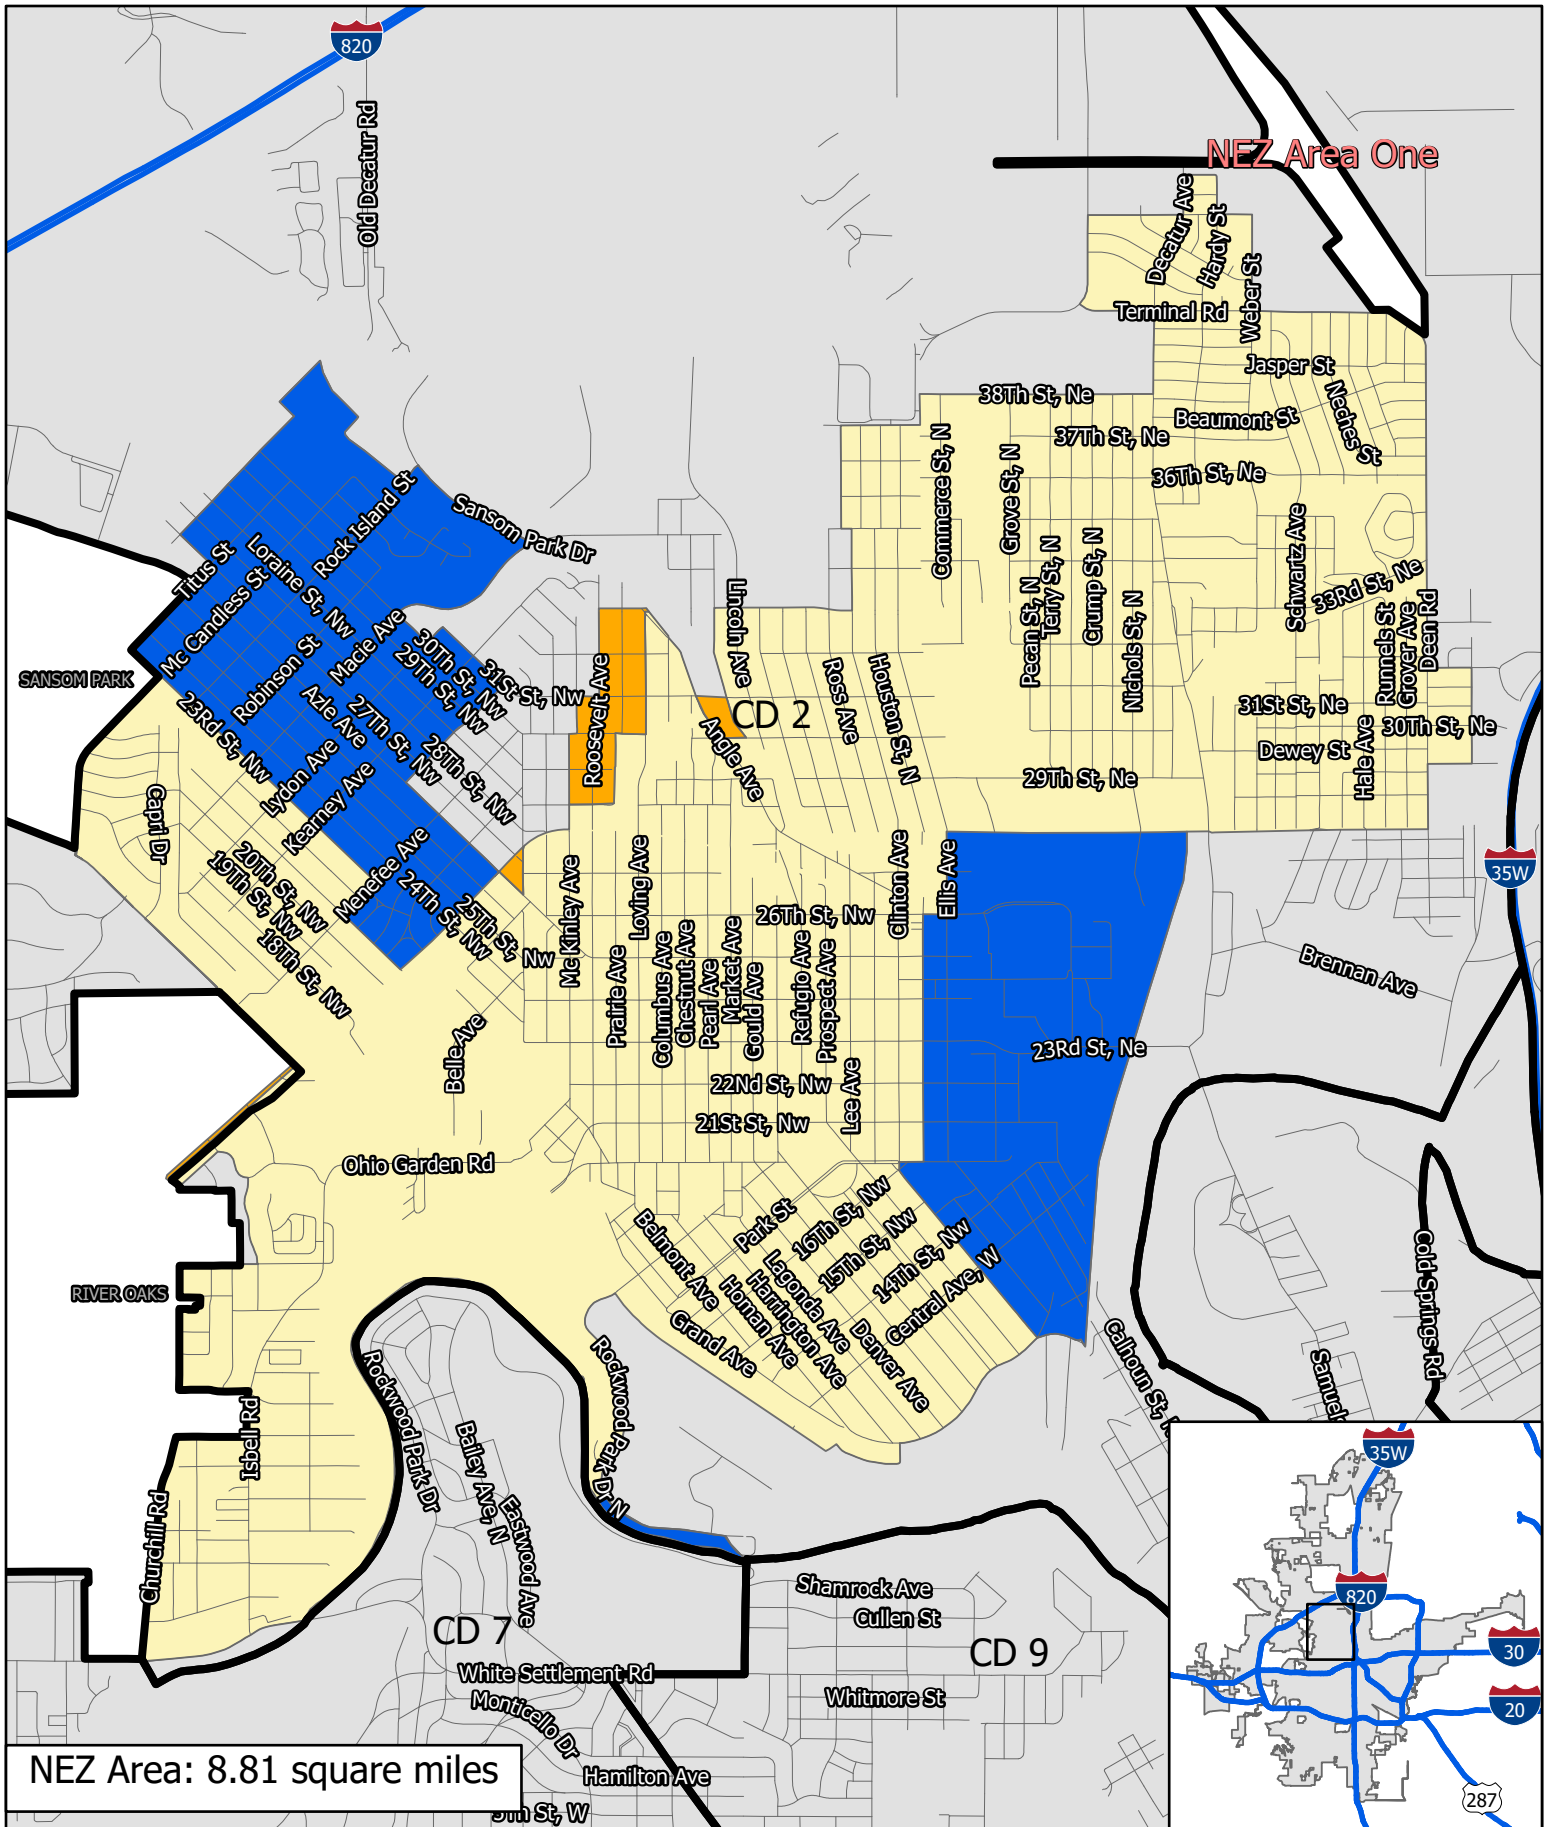 820
Old Decatur Rd
NEZ Area One
Decatur Ave
Hardy St
Weber St
Terminal Rd
Jasper St
Neches St
38Th St, Ne
Beaumont St
37Th St, Ne
36Th St, Ne
Commerce St, N
Grove St, N
Rock Island St
Sansom Park Dr
Titus St
Loraine St, Nw
Mc Candless St
Schwartz Ave
33Rd St, Ne
Pecan St, N
Terry St, N
Crump St, N
Nichols St, N
Runnels St
Grover Ave
Deen Rd
Lincoln Ave
Macie Ave
30Th St, Nw
29Th St, Nw
31St St, Nw
Robinson St
SANSOM PARK
Azle Ave
27Th St, Nw
23Rd St, Nw
28Th St, Nw
Roosevelt Ave
CD 2
Angle Ave
Ross Ave
Houston St, N
31St St, Ne
30Th St, Ne
Dewey St
Hale Ave
29Th St, Ne
Lydon Ave
Kearney Ave
Capri Dr
Menefee Ave
20Th St, Nw
19Th St, Nw
18Th St, Nw
24Th St, Nw
25Th St, Nw
Mc Kinley Ave
Loving Ave
26Th St, Nw
Clinton Ave
Ellis Ave
35W
Prairie Ave
Columbus Ave
Chestnut Ave
Pearl Ave
Market Ave
Gould Ave
Refugio Ave
Prospect Ave
Brennan Ave
Belle Ave
23Rd St, Ne
22Nd St, Nw
Lee Ave
21St St, Nw
Ohio Garden Rd
Park St
16Th St, Nw
15Th St, Nw
14Th St, Nw
Central Ave, W
Belmont Ave
Lagonda Ave
Harrington Ave
Homan Ave
Grand Ave
Denver Ave
RIVER OAKS
Cold Springs Rd
Calhoun St,
Samuels
Rockwood Park Dr
Rockwood Park Dr N
Isbell Rd
Bailey Ave, N
Eastwood Ave
Churchill Rd
Shamrock Ave
Cullen St
CD 7
CD 9
White Settlement Rd
Whitmore St
Monticello Dr
Hamilton Ave
5Th St, W
NEZ Area: 8.81 square miles
35W
820
30
20
287